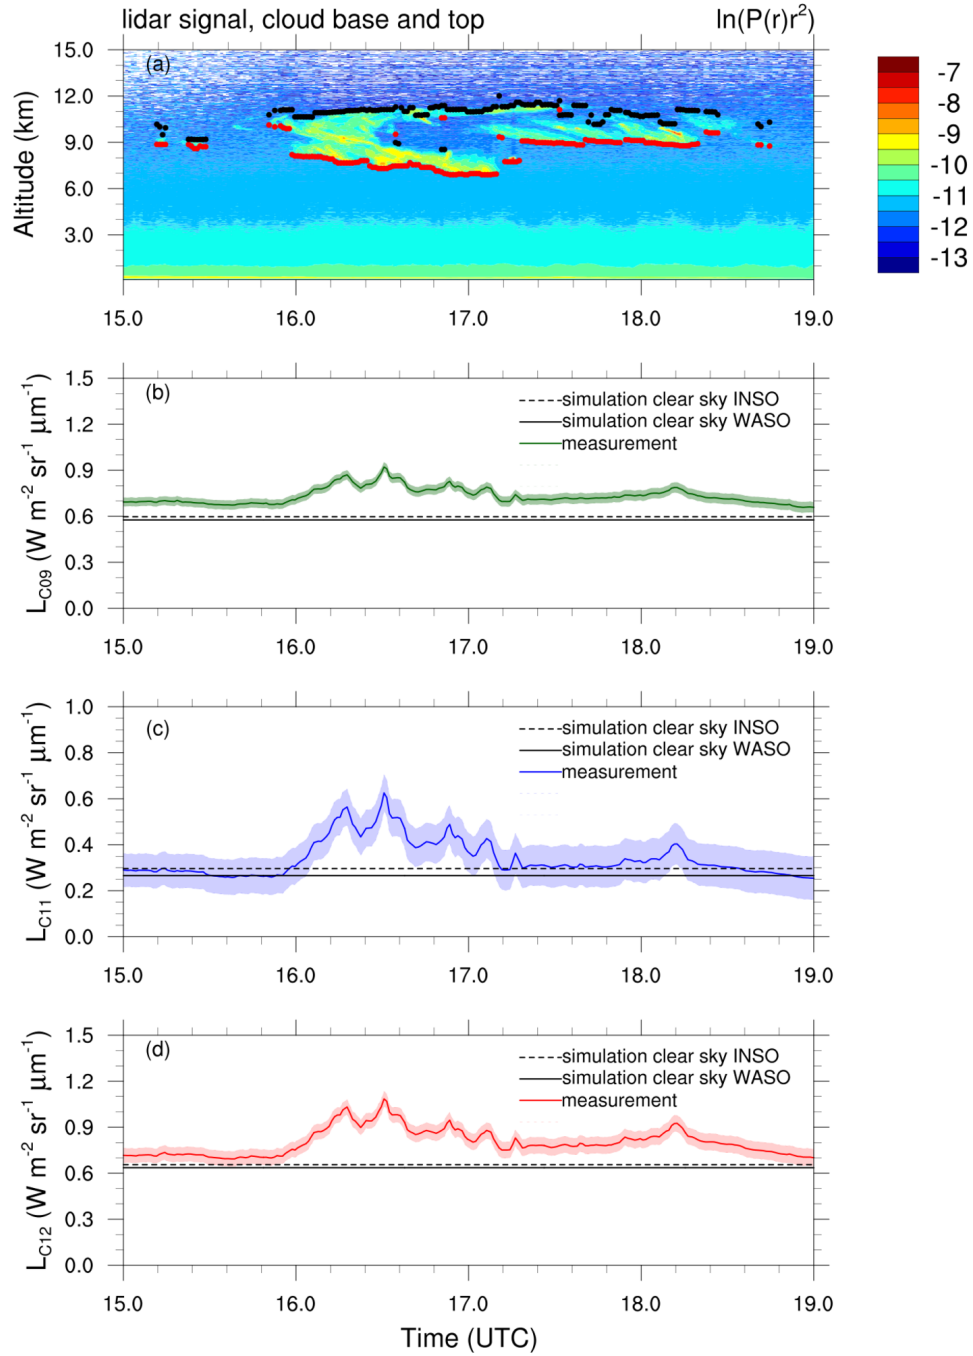 lidar signal, cloud base and top ln(P(r)r²)
(a)
Altitude (km)
15.0
12.0
9.0
6.0
3.0
-7
-8
-9
-10
-11
-12
-13
15.0 16.0 17.0 18.0 19.0
(b)
L_C09 (W m⁻² sr⁻¹ µm⁻¹)
1.5
1.2
0.9
0.6
0.3
0.0
simulation clear sky INSO
simulation clear sky WASO
measurement
15.0 16.0 17.0 18.0 19.0
(c)
L_C11 (W m⁻² sr⁻¹ µm⁻¹)
1.0
0.8
0.6
0.4
0.2
0.0
simulation clear sky INSO
simulation clear sky WASO
measurement
15.0 16.0 17.0 18.0 19.0
(d)
L_C12 (W m⁻² sr⁻¹ µm⁻¹)
1.5
1.2
0.9
0.6
0.3
0.0
simulation clear sky INSO
simulation clear sky WASO
measurement
15.0 16.0 17.0 18.0 19.0
Time (UTC)